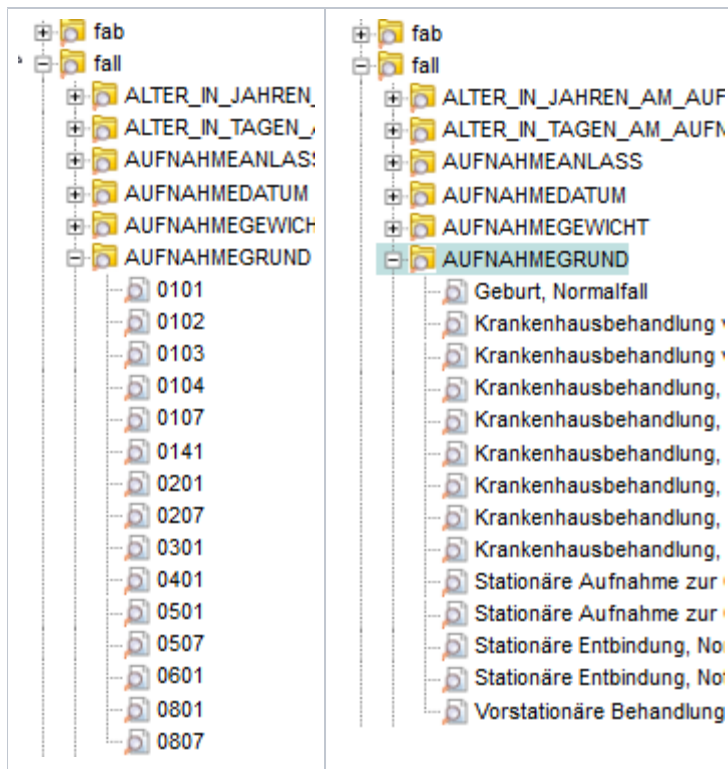 fab
fall
ALTER_IN_JAHREN_
ALTER_IN_TAGEN_
AUFNAHMEANLASS
AUFNAHMEDATUM
AUFNAHMEGEWICH
AUFNAHMEGRUND
0101
0102
0103
0104
0107
0141
0201
0207
0301
0401
0501
0507
0601
0801
0807
fab
fall
ALTER_IN_JAHREN_AM_AUF
ALTER_IN_TAGEN_AM_AUFN
AUFNAHMEANLASS
AUFNAHMEDATUM
AUFNAHMEGEWICHT
AUFNAHMEGRUND
Geburt, Normalfall
Krankenhausbehandlung
Krankenhausbehandlung
Krankenhausbehandlung,
Krankenhausbehandlung,
Krankenhausbehandlung,
Krankenhausbehandlung,
Krankenhausbehandlung,
Krankenhausbehandlung,
Stationäre Aufnahme zur
Stationäre Aufnahme zur
Stationäre Entbindung, No
Stationäre Entbindung, Not
Vorstationäre Behandlung